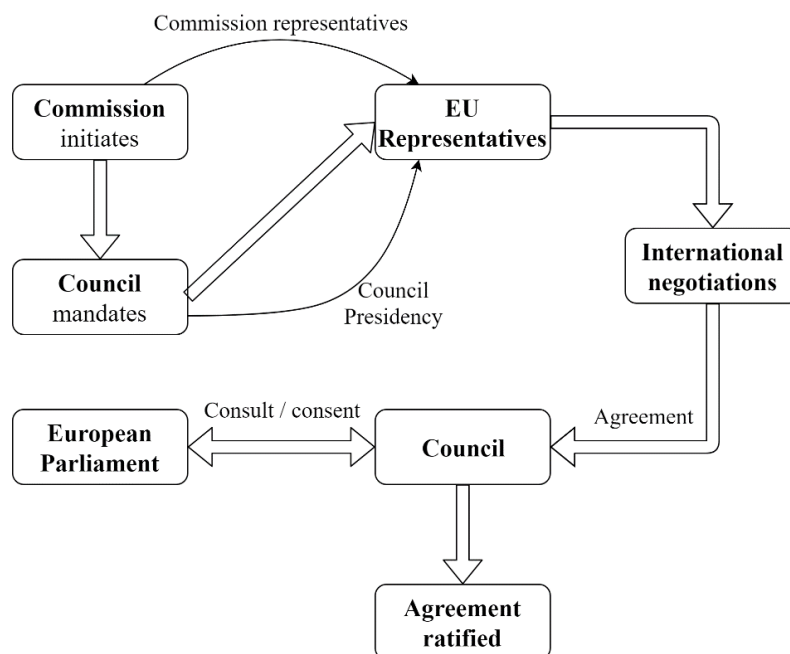 Commission representatives
Commission
initiates
EU
Representatives
Council
mandates
International
negotiations
Council
Presidency
European
Parliament
Consult / consent
Council
Agreement
Agreement
ratified